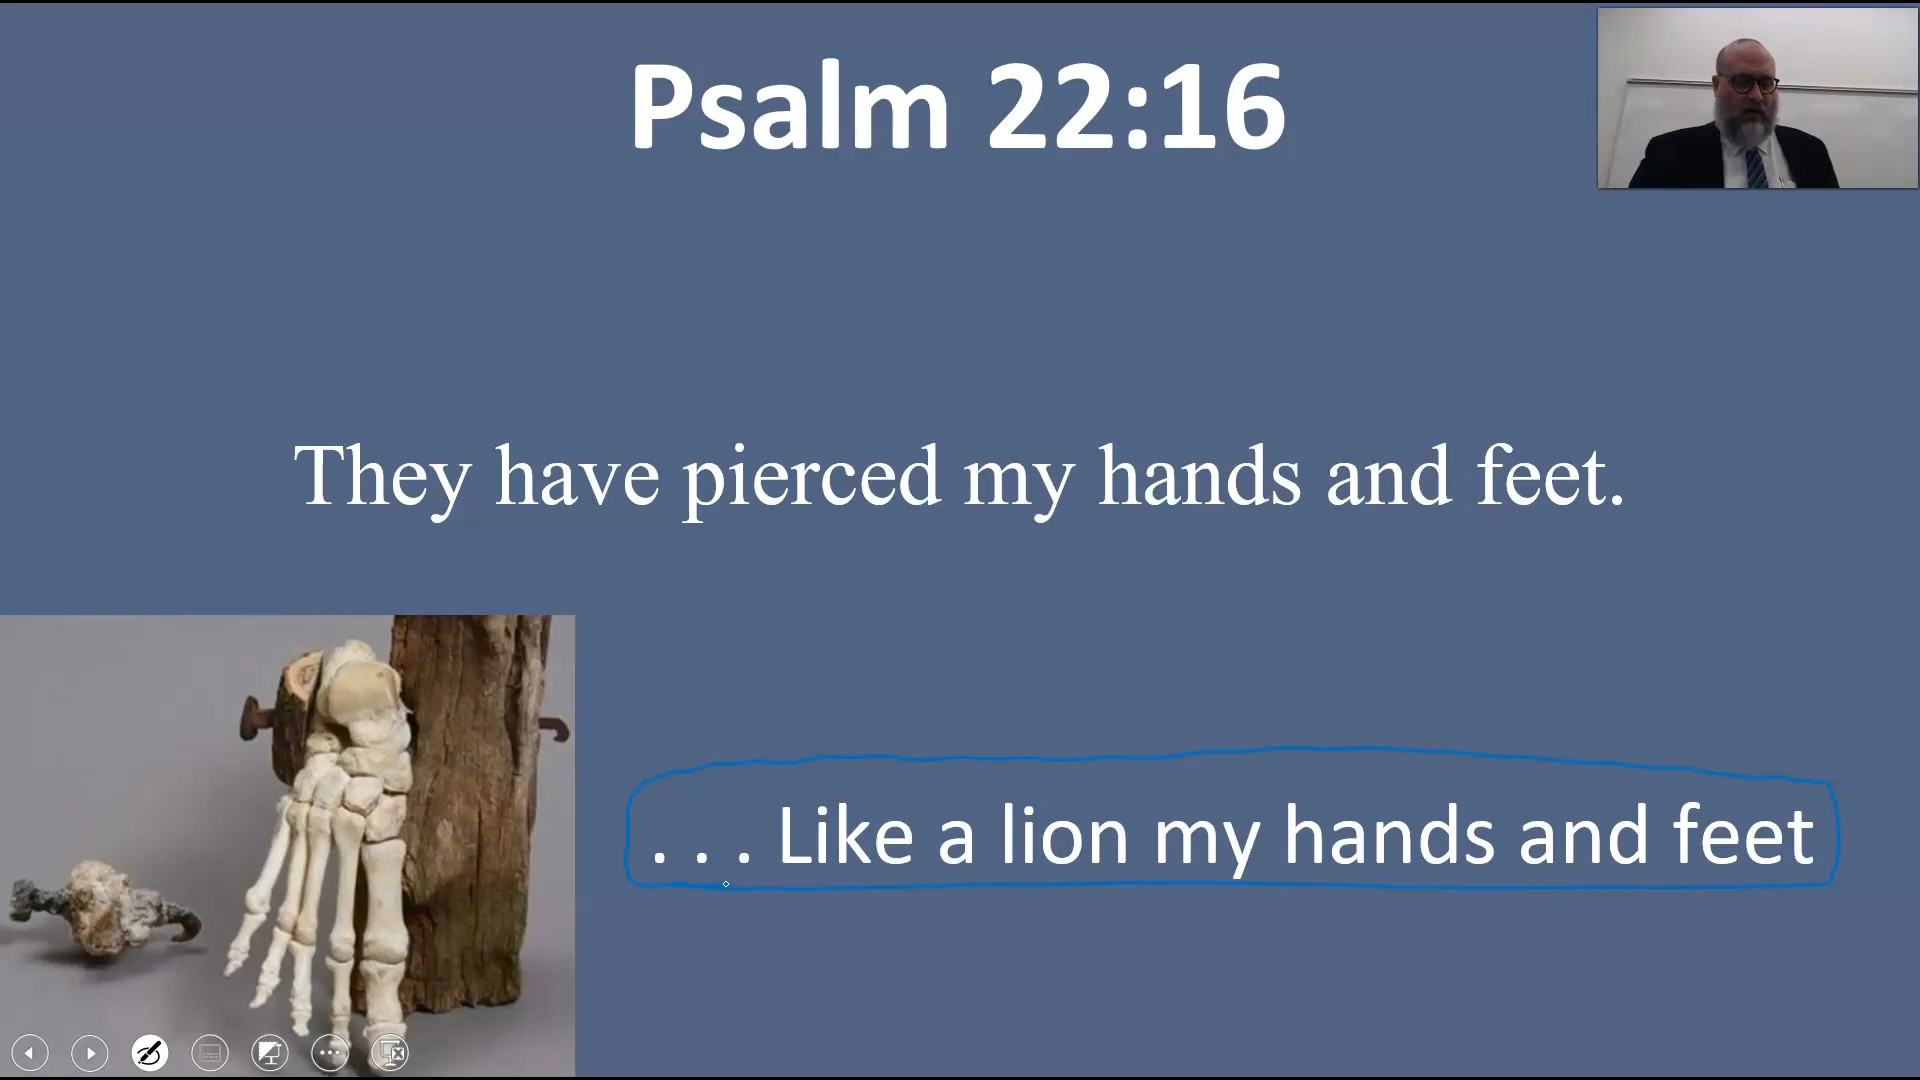 Psalm 22:16
They have pierced my hands and feet.
. . . Like a lion my hands and feet